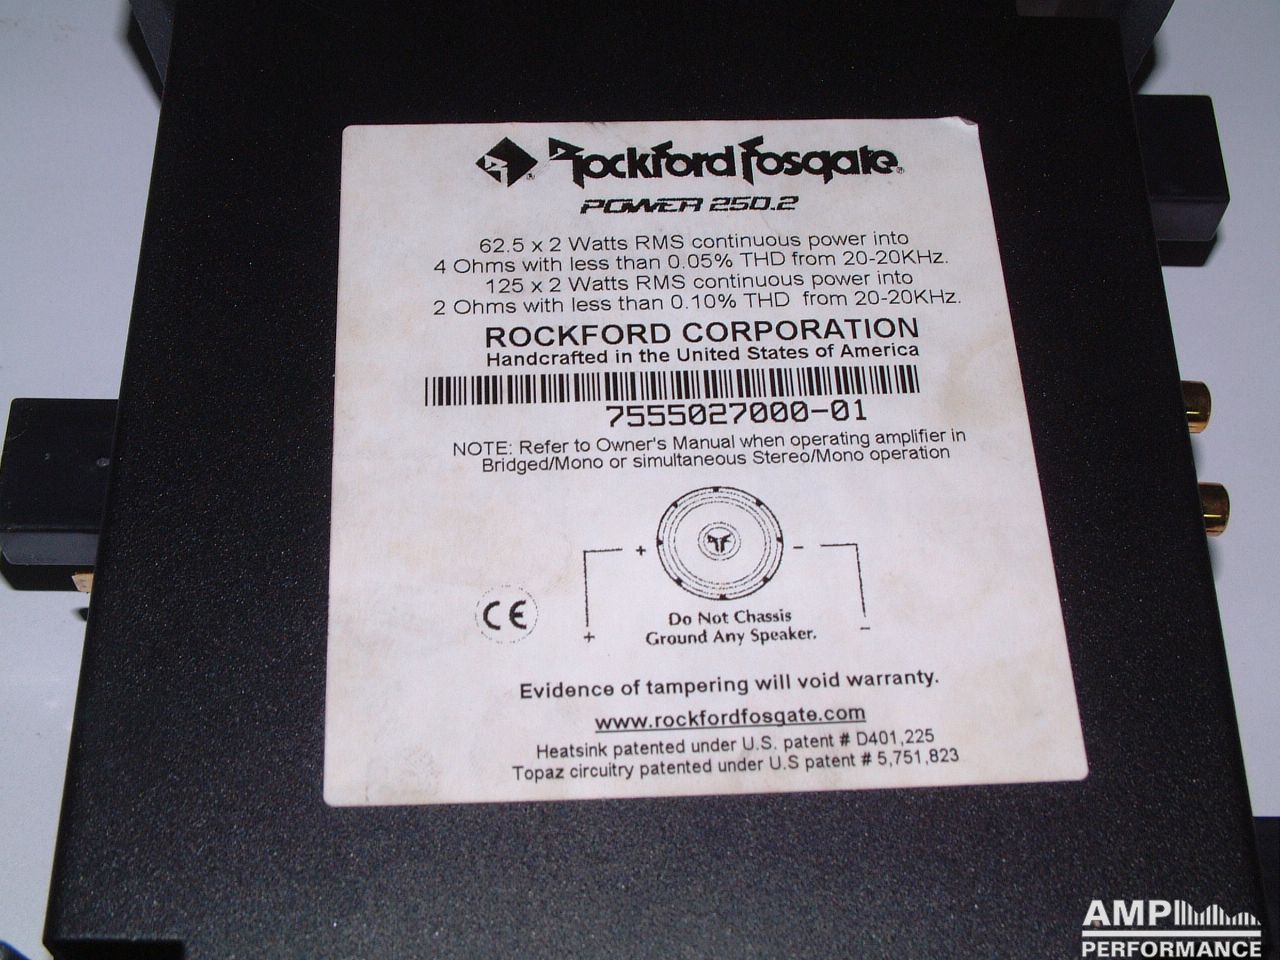 Rockford Fosgate®
POWER 250.2
62.5 x 2 Watts RMS continuous power into
4 Ohms with less than 0.05% THD from 20-20KHz.
125 x 2 Watts RMS continuous power into
2 Ohms with less than 0.10% THD from 20-20KHz.
ROCKFORD CORPORATION
Handcrafted in the United States of America
7555027000-01
NOTE: Refer to Owner's Manual when operating amplifier in
Bridged/Mono or simultaneous Stereo/Mono operation
+ -
CE
Do Not Chassis
Ground Any Speaker.
+ -
Evidence of tampering will void warranty.
www.rockfordfosgate.com
Heatsink patented under U.S. patent # D401,225
Topaz circuitry patented under U.S patent # 5,751,823
AMP
PERFORMANCE